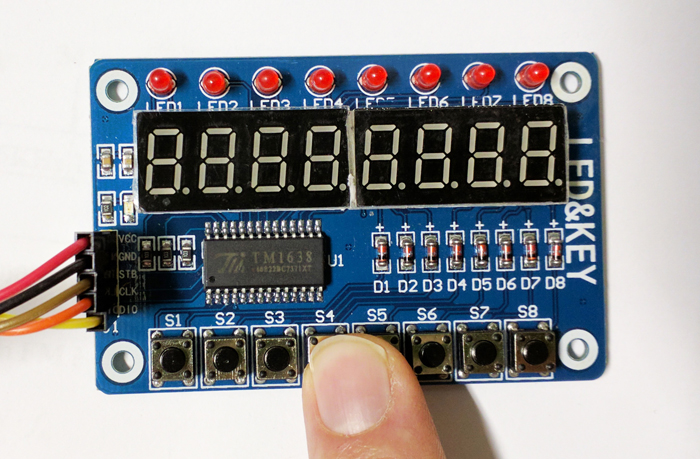 LED1 LED2 LED3 LED4 LED5 LED6 LED7 LED8
LED&KEY
VCC
GND
STB
CLK
DIO
TM1638
U1
+ + + + + + + +
D1 D2 D3 D4 D5 D6 D7 D8
S1 S2 S3 S4 S5 S6 S7 S8